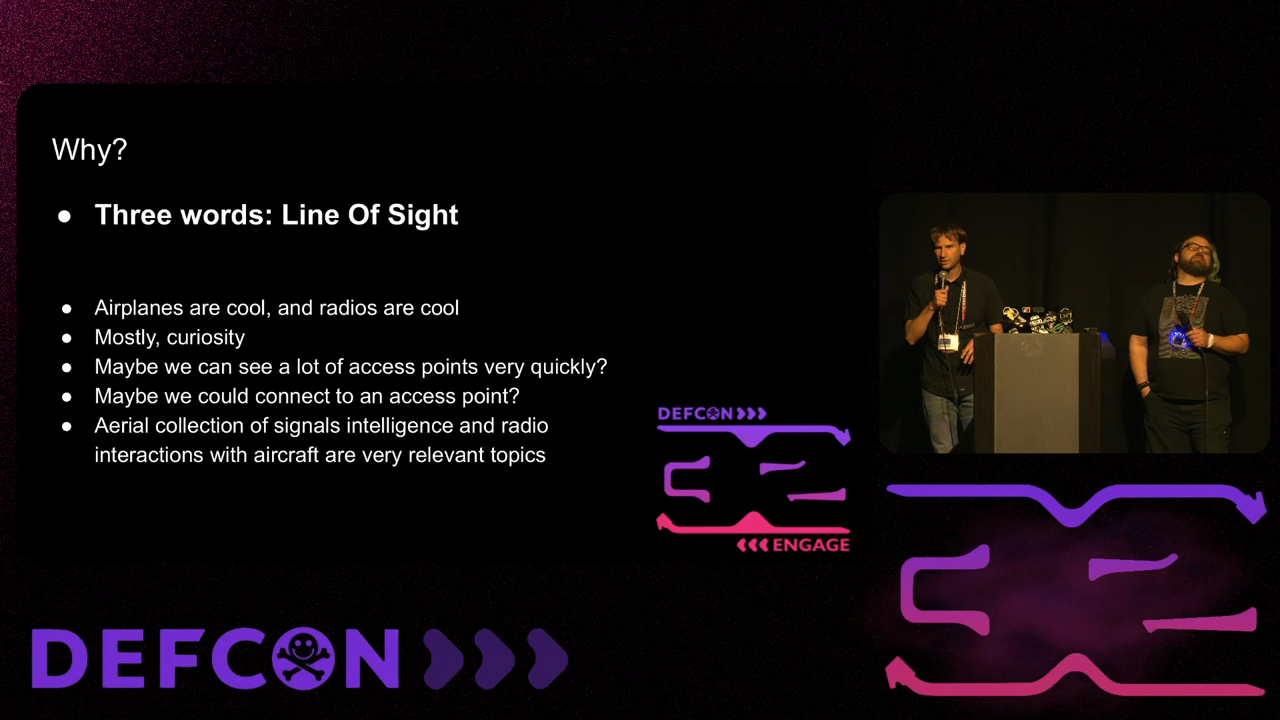 Why?
● Three words: Line Of Sight
● Airplanes are cool, and radios are cool
● Mostly, curiosity
● Maybe we can see a lot of access points very quickly?
● Maybe we could connect to an access point?
● Aerial collection of signals intelligence and radio
interactions with aircraft are very relevant topics
DEFCON
ENGAGE
DEFCON